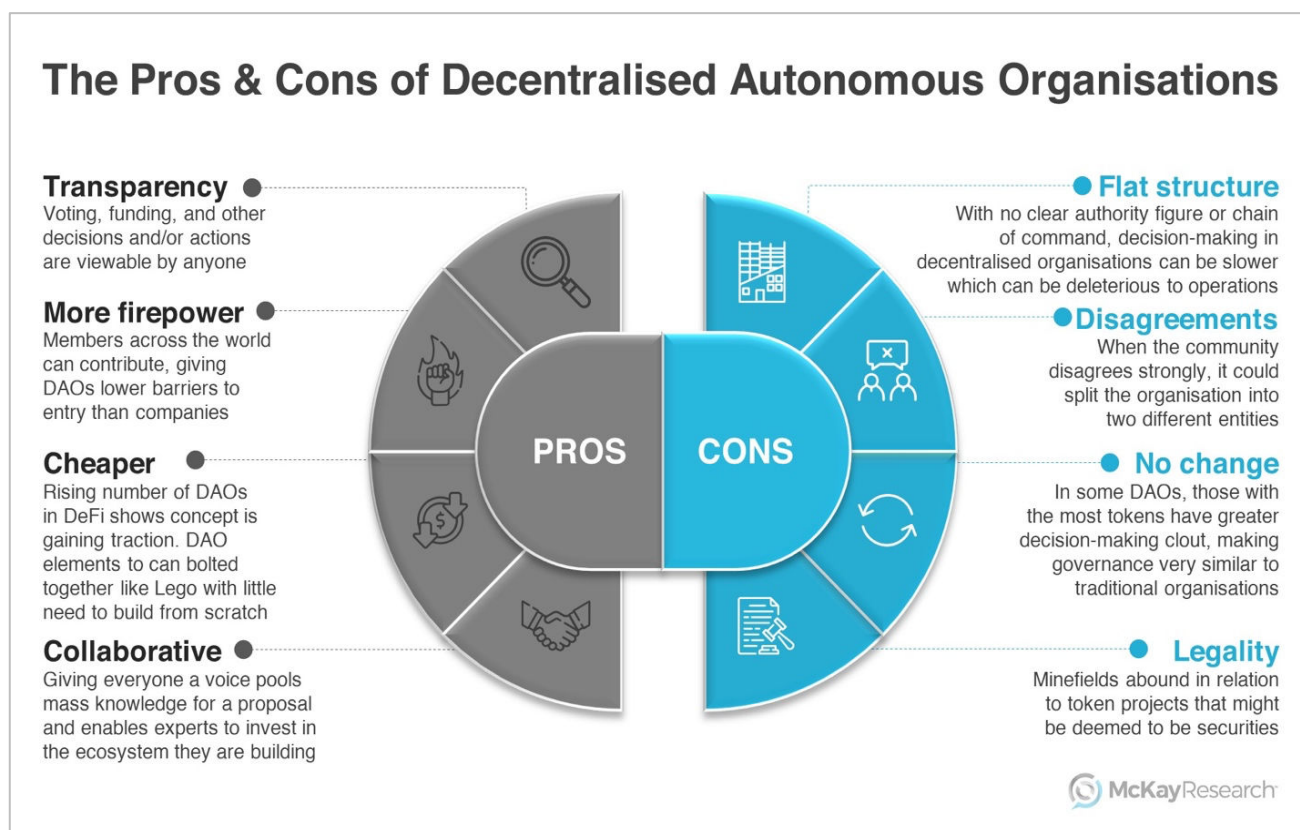 The Pros & Cons of Decentralised Autonomous Organisations
Transparency
Voting, funding, and other
decisions and/or actions
are viewable by anyone
More firepower
Members across the world
can contribute, giving
DAOs lower barriers to
entry than companies
Cheaper
Rising number of DAOs
in DeFi shows concept is
gaining traction. DAO
elements to can bolted
together like Lego with little
need to build from scratch
Collaborative
Giving everyone a voice pools
mass knowledge for a proposal
and enables experts to invest in
the ecosystem they are building
PROS
CONS
Flat structure
With no clear authority figure or chain
of command, decision-making in
decentralised organisations can be slower
which can be deleterious to operations
Disagreements
When the community
disagrees strongly, it could
split the organisation into
two different entities
No change
In some DAOs, those with
the most tokens have greater
decision-making clout, making
governance very similar to
traditional organisations
Legality
Minefields abound in relation
to token projects that might
be deemed to be securities
McKayResearch